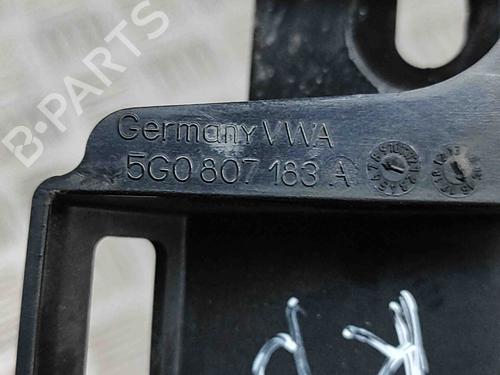 B-PARTS
Germany VWA
5G0 807 183 A